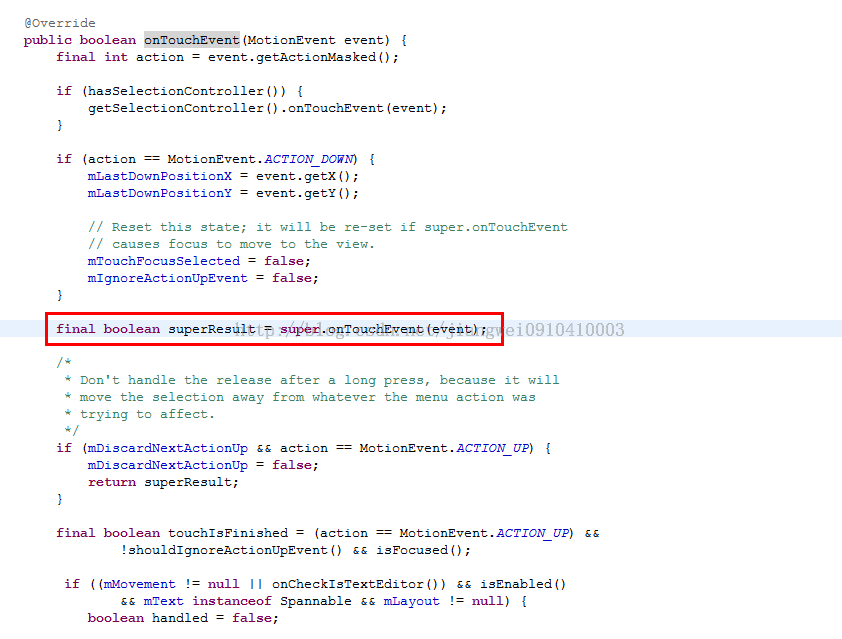 @Override
public boolean onTouchEvent(MotionEvent event) {
    final int action = event.getActionMasked();

    if (hasSelectionController()) {
        getSelectionController().onTouchEvent(event);
    }

    if (action == MotionEvent.ACTION_DOWN) {
        mLastDownPositionX = event.getX();
        mLastDownPositionY = event.getY();

        // Reset this state; it will be re-set if super.onTouchEvent
        // causes focus to move to the view.
        mTouchFocusSelected = false;
        mIgnoreActionUpEvent = false;
    }

    final boolean superResult = super.onTouchEvent(event);
http://blog.csdn.net/jiangwei0910410003

    /*
     * Don't handle the release after a long press, because it will
     * move the selection away from whatever the menu action was
     * trying to affect.
     */
    if (mDiscardNextActionUp && action == MotionEvent.ACTION_UP) {
        mDiscardNextActionUp = false;
        return superResult;
    }

    final boolean touchIsFinished = (action == MotionEvent.ACTION_UP) &&
            !shouldIgnoreActionUpEvent() && isFocused();

     if ((mMovement != null || onCheckIsTextEditor()) && isEnabled()
            && mText instanceof Spannable && mLayout != null) {
        boolean handled = false;